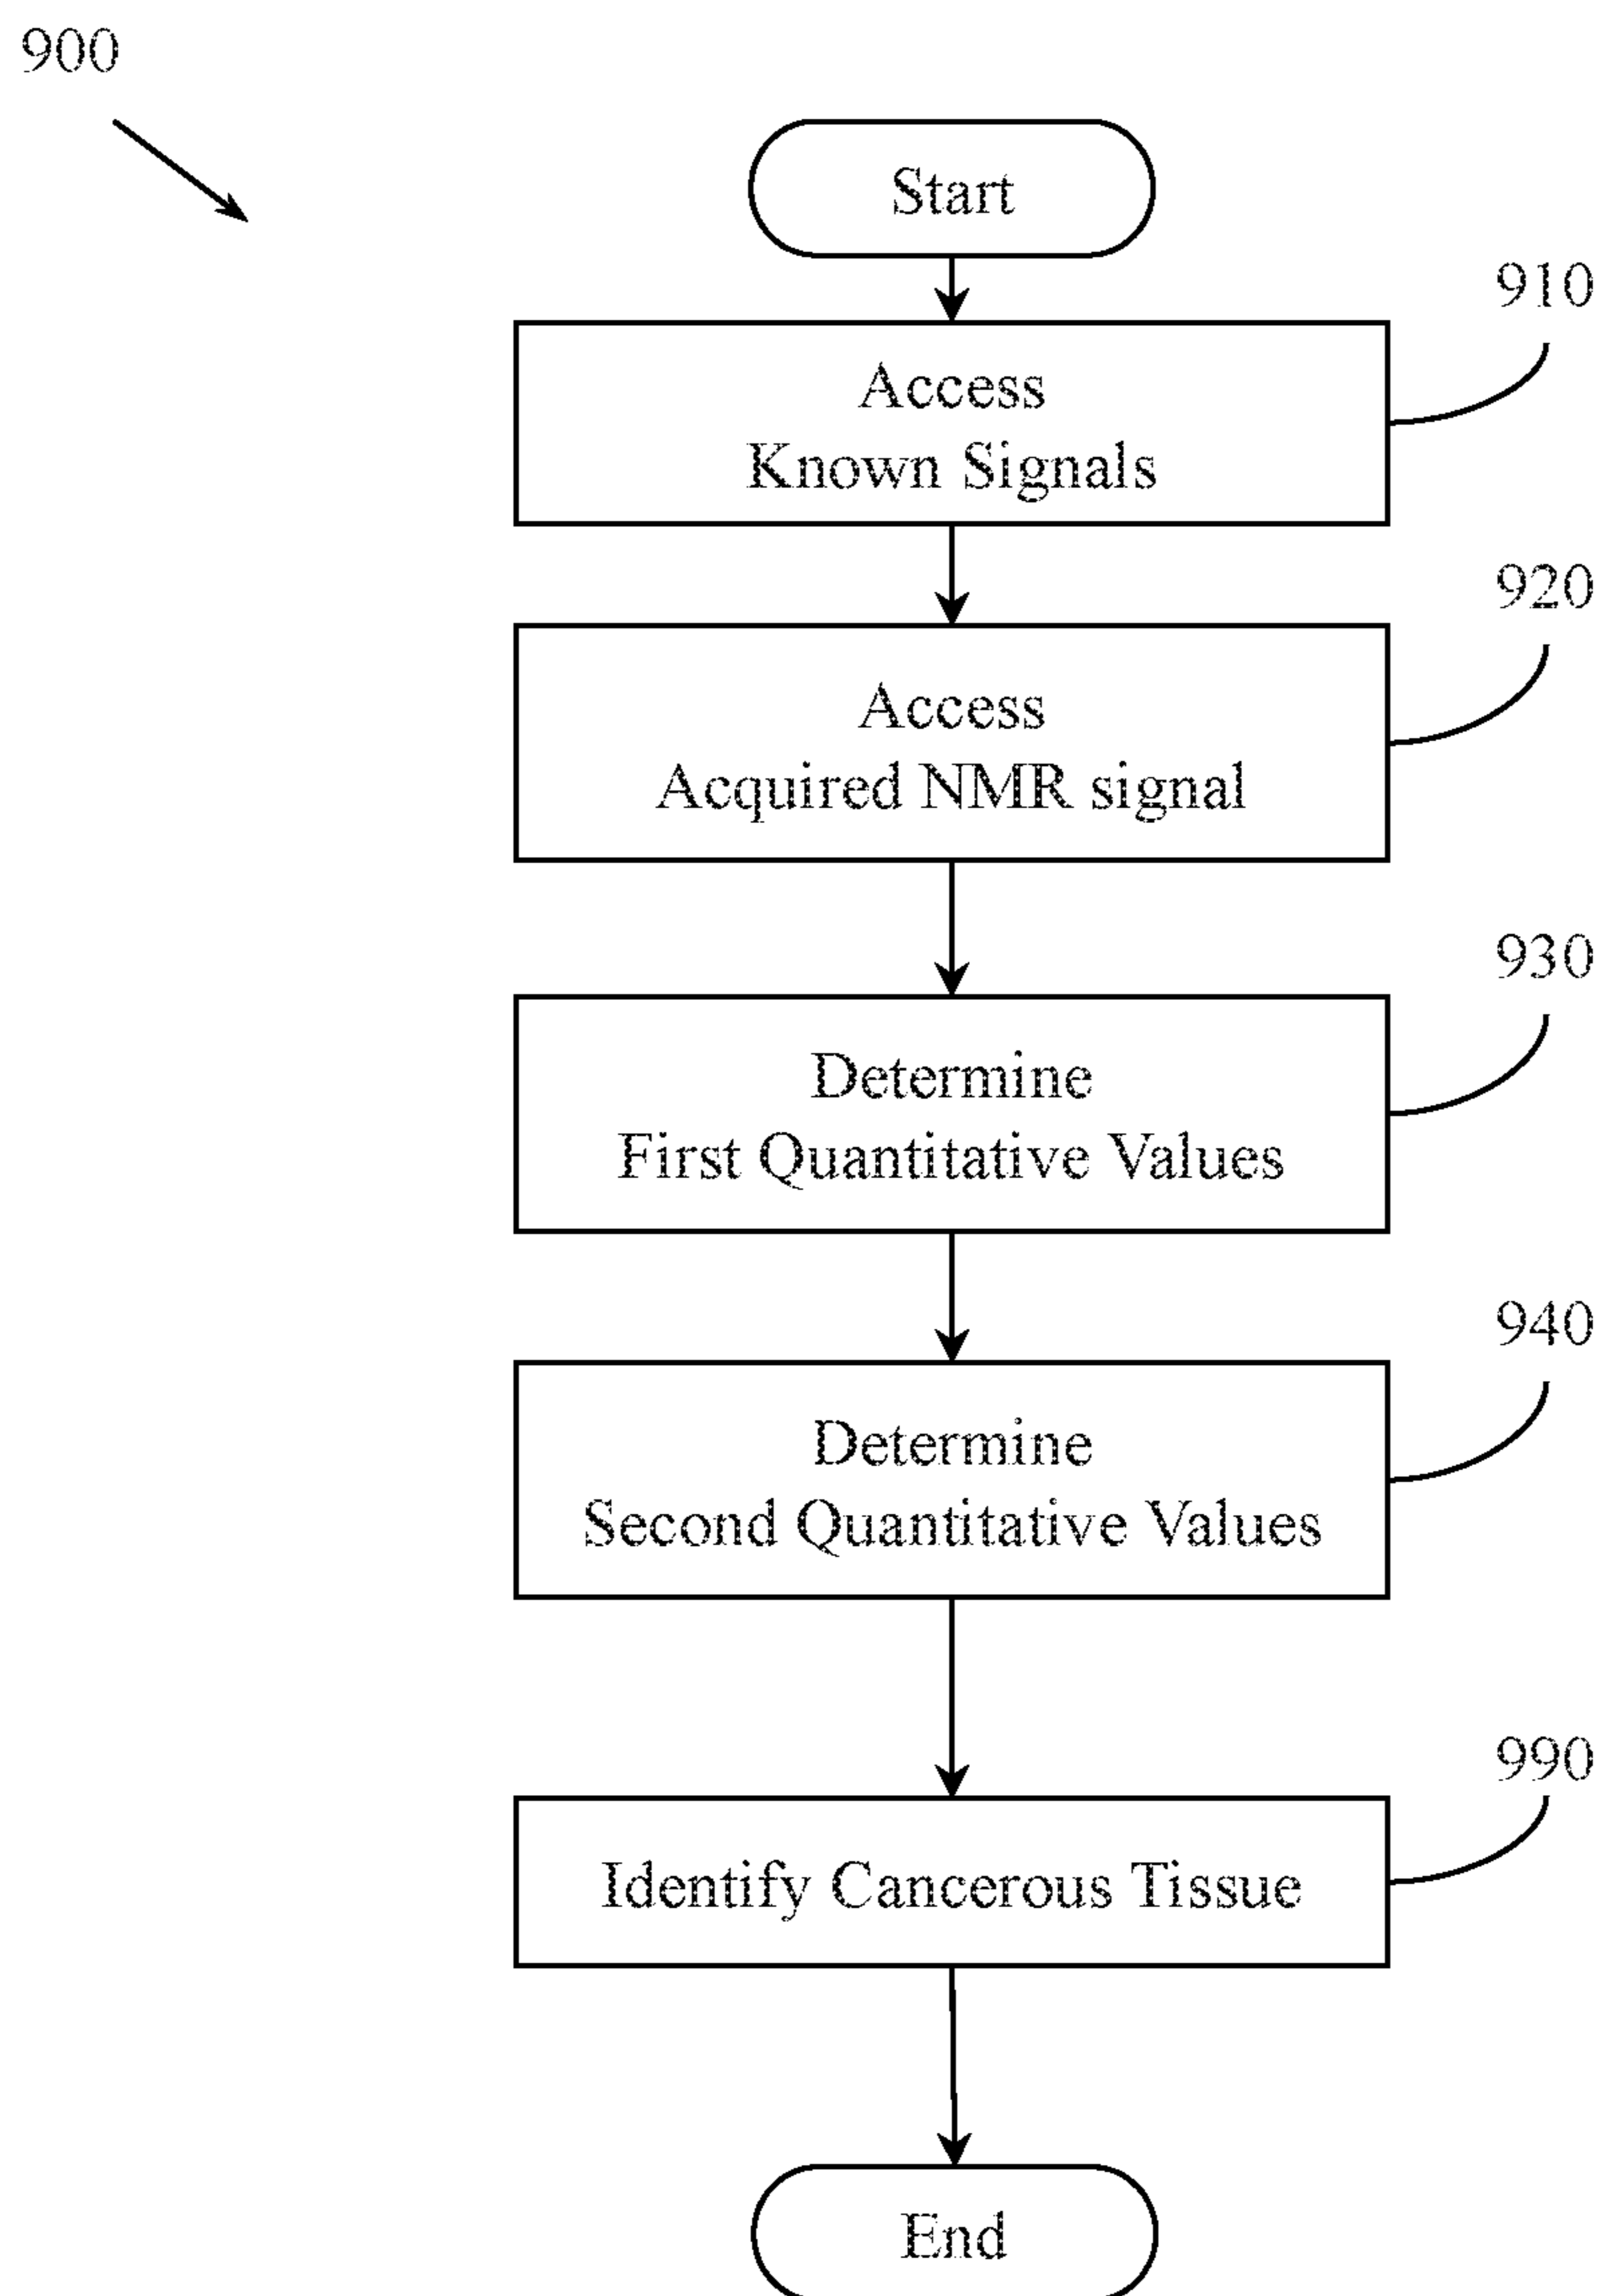 900
Start
910
Access
Known Signals
920
Access
Acquired NMR signal
930
Determine
First Quantitative Values
940
Determine
Second Quantitative Values
990
Identify Cancerous Tissue
End